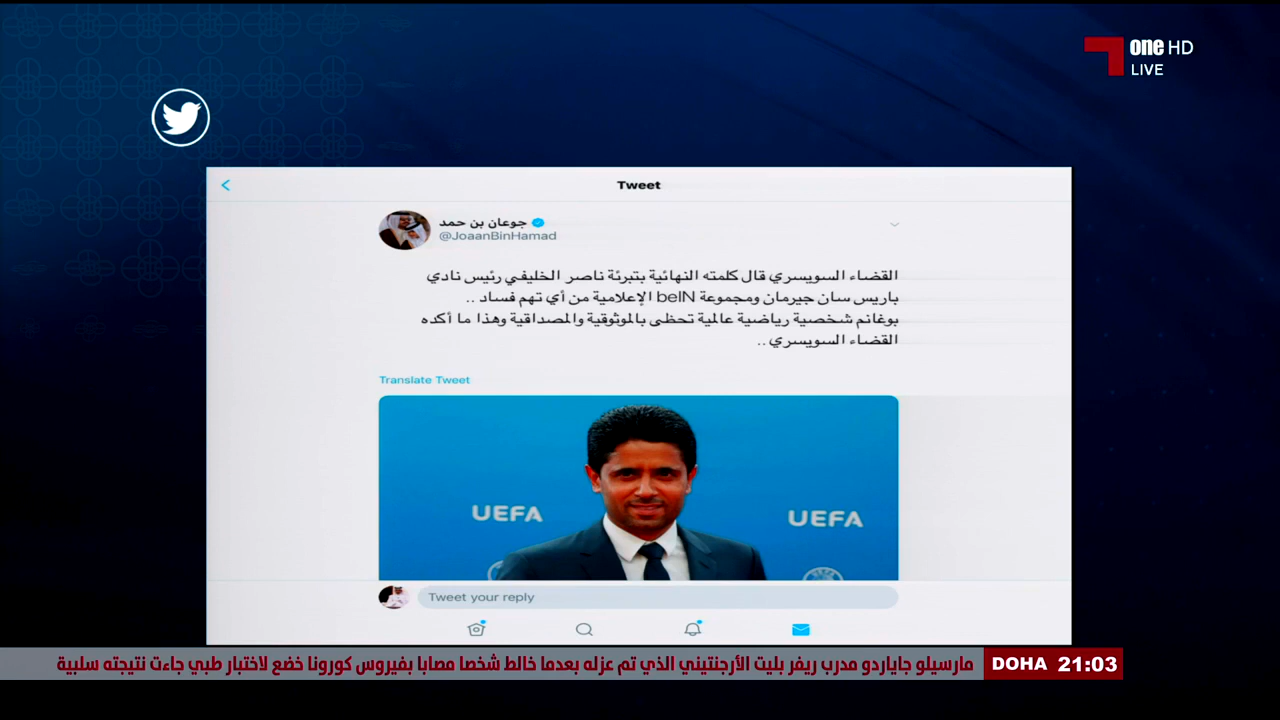 one HD
LIVE
Tweet
جوعان بن حمد
@JoaanBinHamad
القضاء السويسري قال كلمته النهائية بتبرئة ناصر الخليفي رئيس نادي
باريس سان جيرمان ومجموعة beIN الإعلامية من أي تهم فساد ..
بوغانم شخصية رياضية عالمية تحظى بالموثوقية والمصداقية وهذا ما أكده
القضاء السويسري ..
Translate Tweet
UEFA
UEFA
Tweet your reply
DOHA 21:03
مارسيلو جاياردو مدرب ريفر بليت الأرجنتيني الذي تم عزله بعدما خالط شخصا مصابا بفيروس كورونا خضع لاختبار طبي جاءت نتيجته سلبية